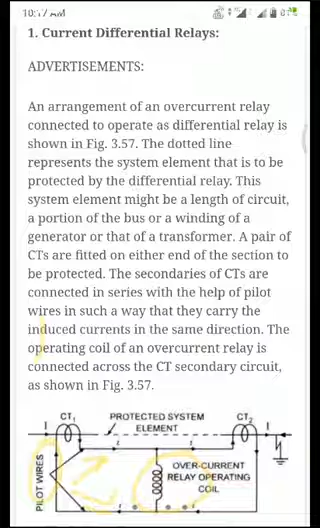 10:17 AM
1. Current Differential Relays:
ADVERTISEMENTS:
An arrangement of an overcurrent relay
connected to operate as differential relay is
shown in Fig. 3.57. The dotted line
represents the system element that is to be
protected by the differential relay. This
system element might be a length of circuit,
a portion of the bus or a winding of a
generator or that of a transformer. A pair of
CTs are fitted on either end of the section to
be protected. The secondaries of CTs are
connected in series with the help of pilot
wires in such a way that they carry the
induced currents in the same direction. The
operating coil of an overcurrent relay is
connected across the CT secondary circuit,
as shown in Fig. 3.57.
CT1 PROTECTED SYSTEM CT2
ELEMENT
I I
i i
PILOT WIRES
OVER-CURRENT
RELAY OPERATING
COIL
i i